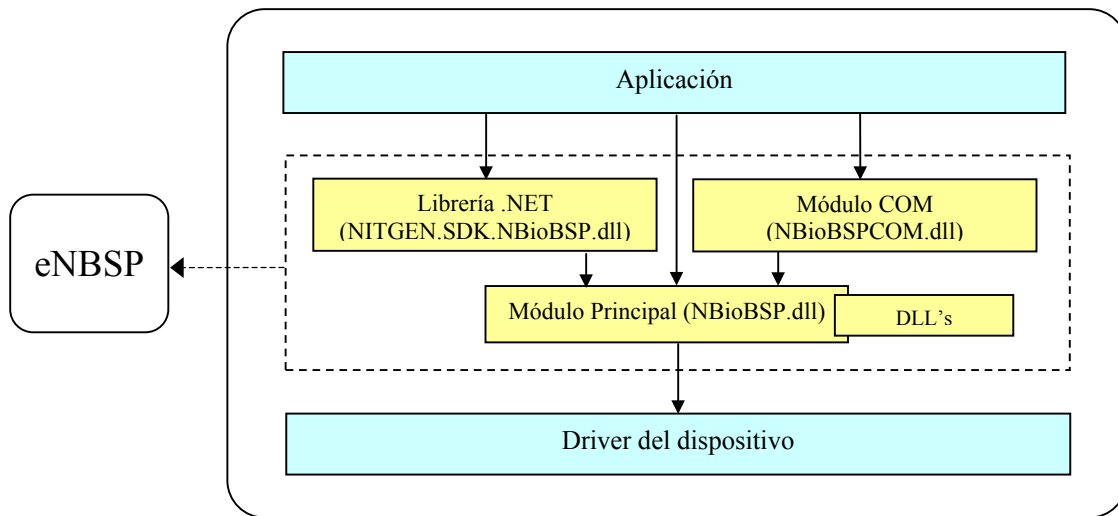 Aplicación
Librería .NET
(NITGEN.SDK.NBioBSP.dll)
Módulo COM
(NBioBSPCOM.dll)
eNBSP
Módulo Principal (NBioBSP.dll)
DLL’s
Driver del dispositivo